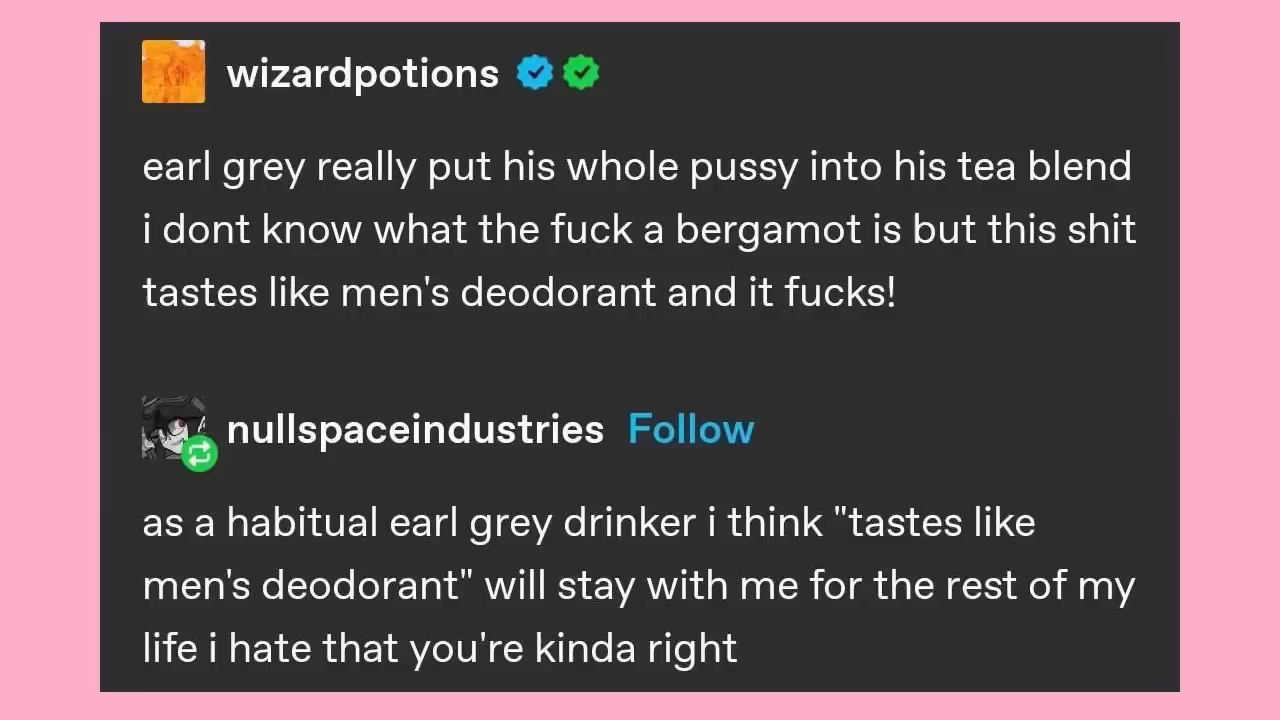 wizardpotions
earl grey really put his whole pussy into his tea blend
i dont know what the fuck a bergamot is but this shit
tastes like men's deodorant and it fucks!
nullspaceindustries Follow
as a habitual earl grey drinker i think "tastes like
men's deodorant" will stay with me for the rest of my
life i hate that you're kinda right